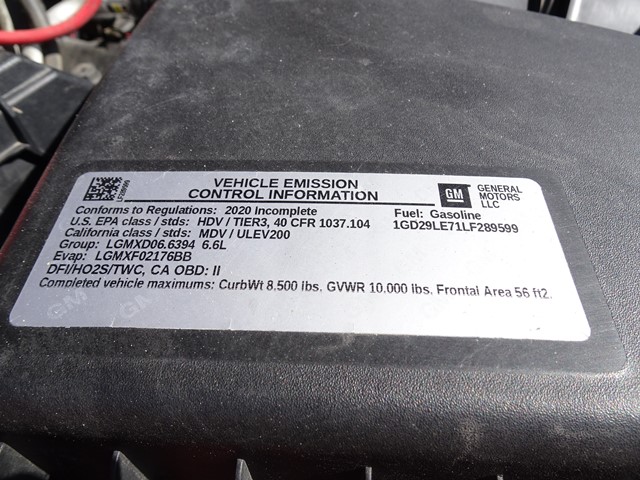 LF289599
VEHICLE EMISSION
CONTROL INFORMATION
GM
GENERAL
MOTORS
LLC
Conforms to Regulations: 2020 Incomplete
Fuel: Gasoline
U.S. EPA class / stds: HDV / TIER3, 40 CFR 1037.104
1GD29LE71LF289599
California class / stds: MDV / ULEV200
Group: LGMXD06.6394 6.6L
Evap: LGMXF02176BB
DFI/HO2S/TWC, CA OBD: II
Completed vehicle maximums: CurbWt 8.500 lbs. GVWR 10.000 lbs. Frontal Area 56 ft2.